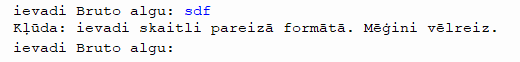 ievadi Bruto algu: sdf
Kļūda: ievadi skaitli pareizā formātā. Mēģini vēlreiz.
ievadi Bruto algu: